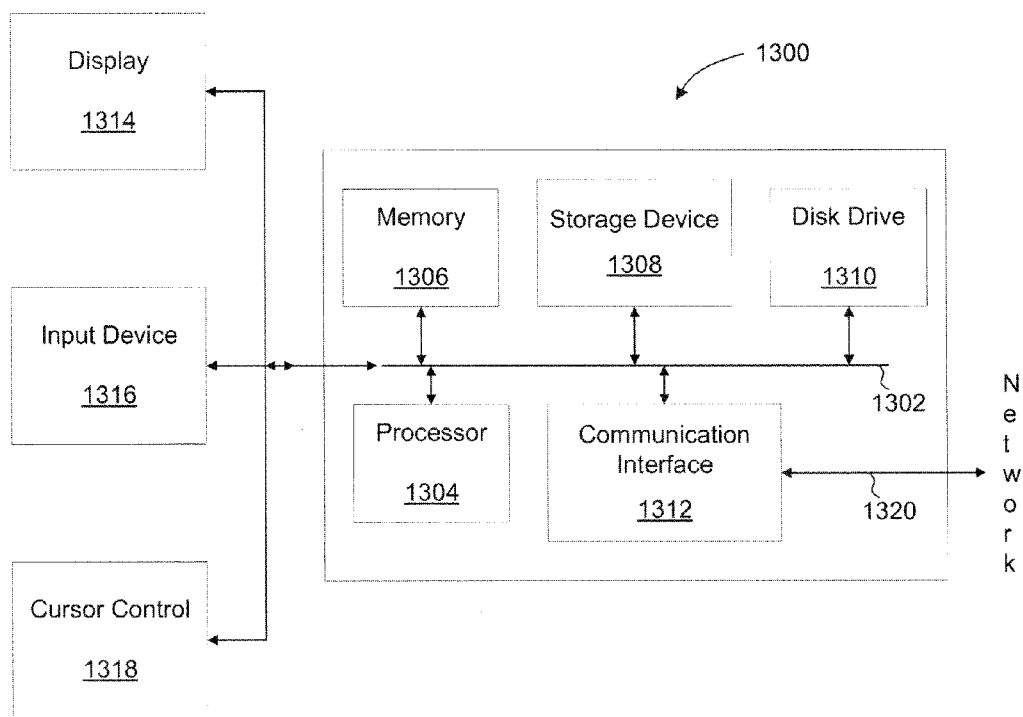 Display
1314
1300
Memory
1306
Storage Device
1308
Disk Drive
1310
Input Device
1316
1302
Processor
1304
Communication
Interface
1312
1320
Network
Cursor Control
1318